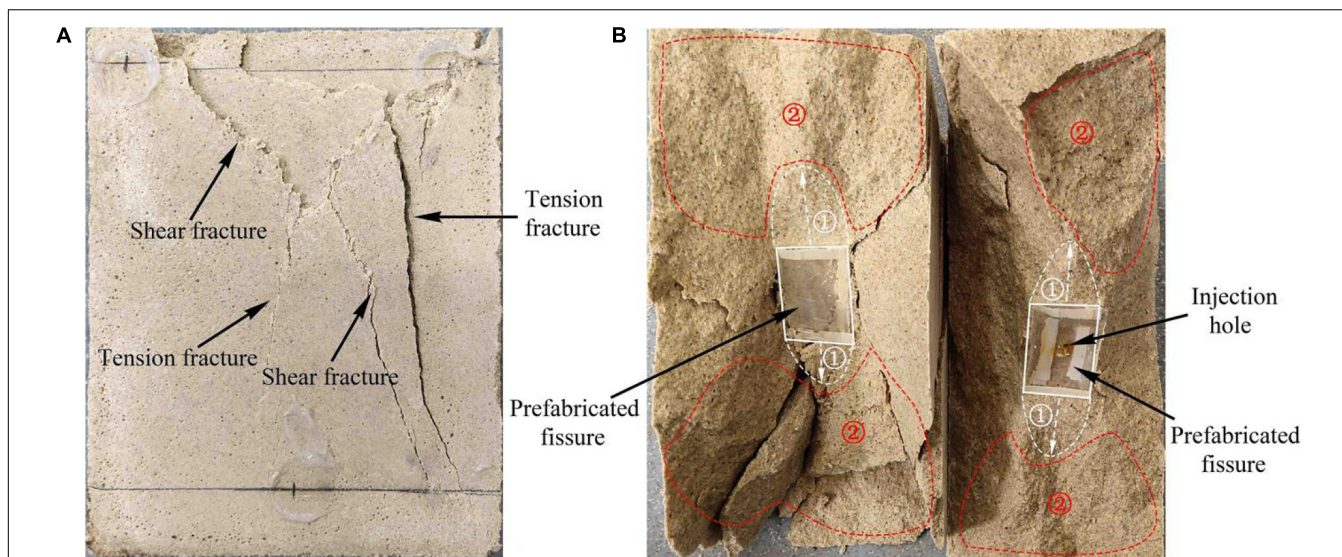 A
Shear fracture
Tension fracture
Shear fracture
Tension
fracture
B
②
①
①
Prefabricated
fissure
②
②
①
①
Injection
hole
Prefabricated
fissure
②